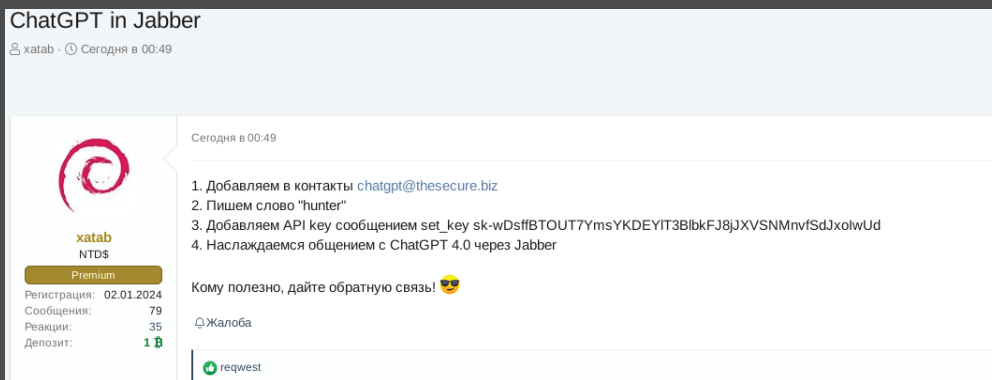 ChatGPT in Jabber
xatab · Сегодня в 00:49
Сегодня в 00:49
1. Добавляем в контакты chatgpt@thesecure.biz
2. Пишем слово "hunter"
3. Добавляем API key сообщением set_key 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
4. Наслаждаемся общением с ChatGPT 4.0 через Jabber
xatab
NTD$
Premium
Регистрация: 02.01.2024
Сообщения: 79
Реакции: 35
Депозит: 1 ₿
Кому полезно, дайте обратную связь! 😎
Жалоба
reqwest